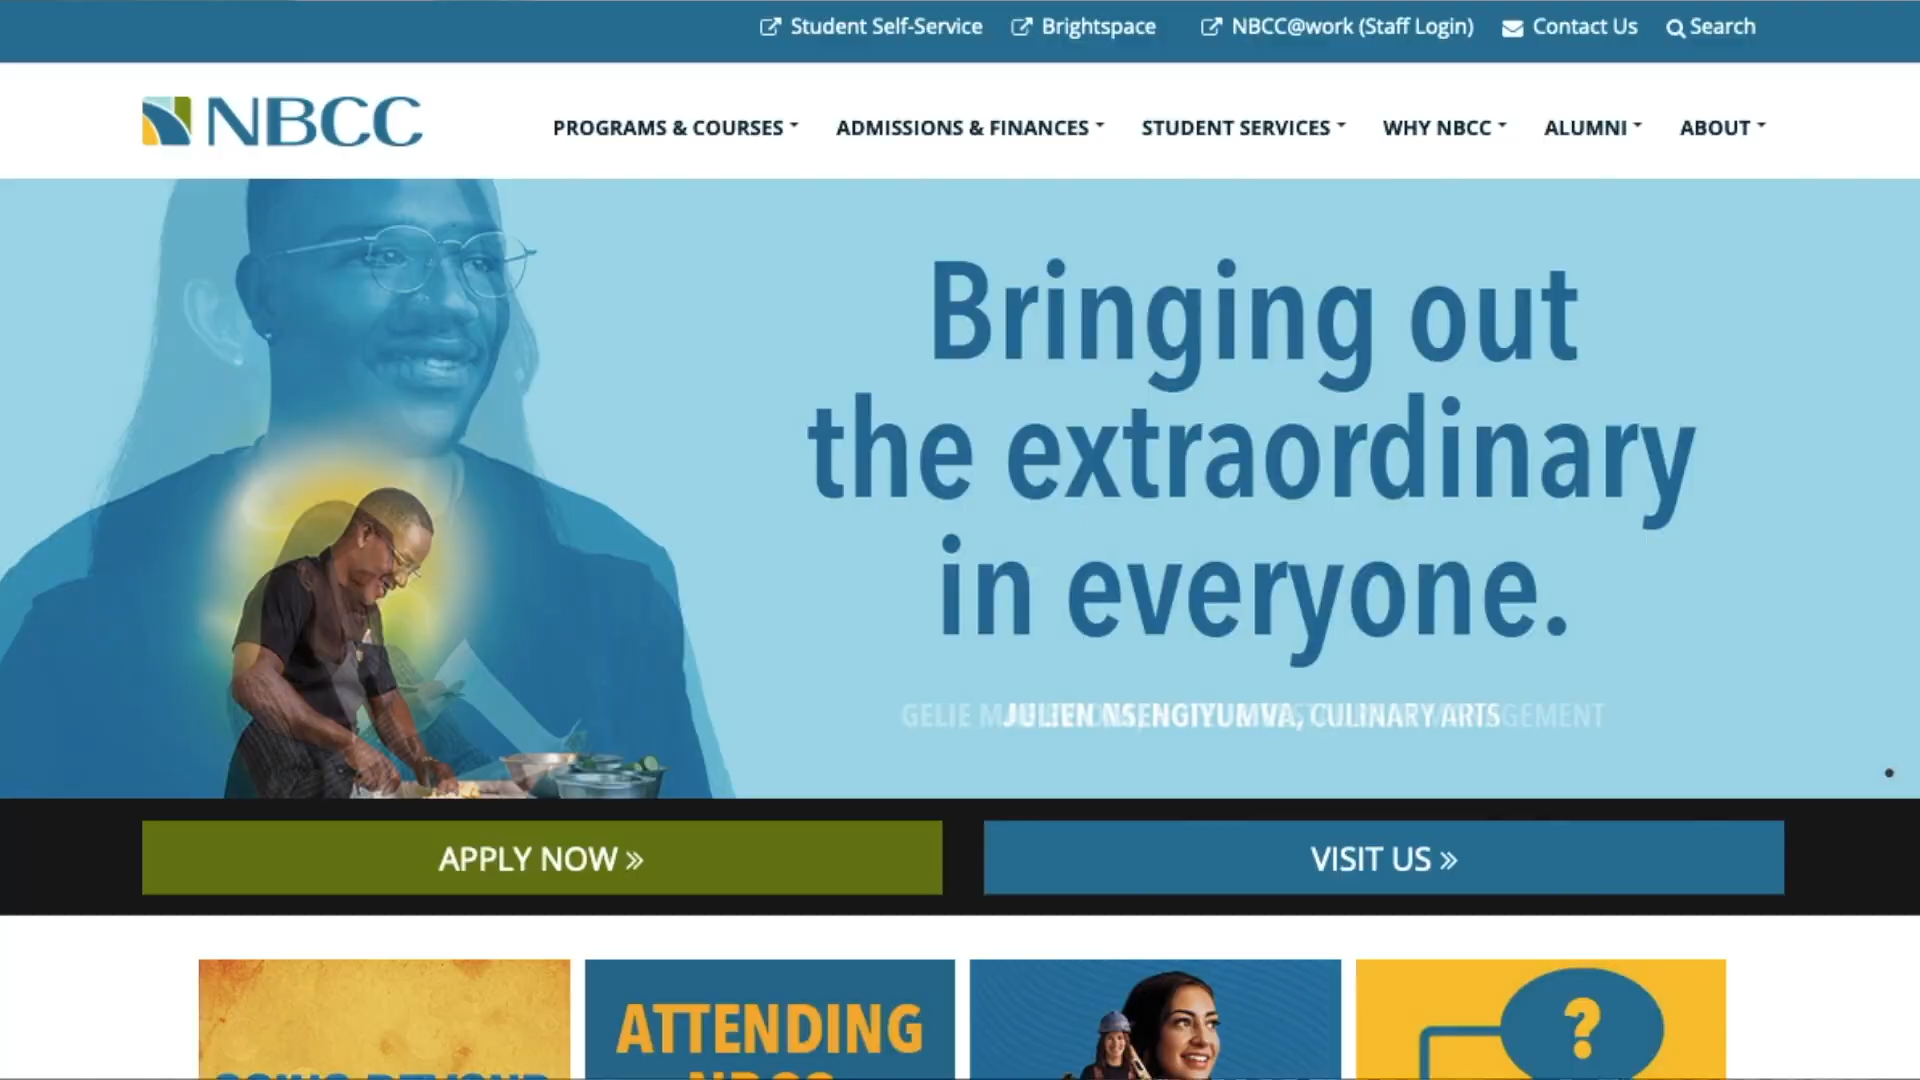 Student Self-Service
Brightspace
NBCC@work (Staff Login)
Contact Us
Search
NBCC
PROGRAMS & COURSES
ADMISSIONS & FINANCES
STUDENT SERVICES
WHY NBCC
ALUMNI
ABOUT
Bringing out
the extraordinary
in everyone.
JULIEN NSENGIYUMVA, CULINARY ARTS
APPLY NOW »
VISIT US »
ATTENDING
NBCC
?